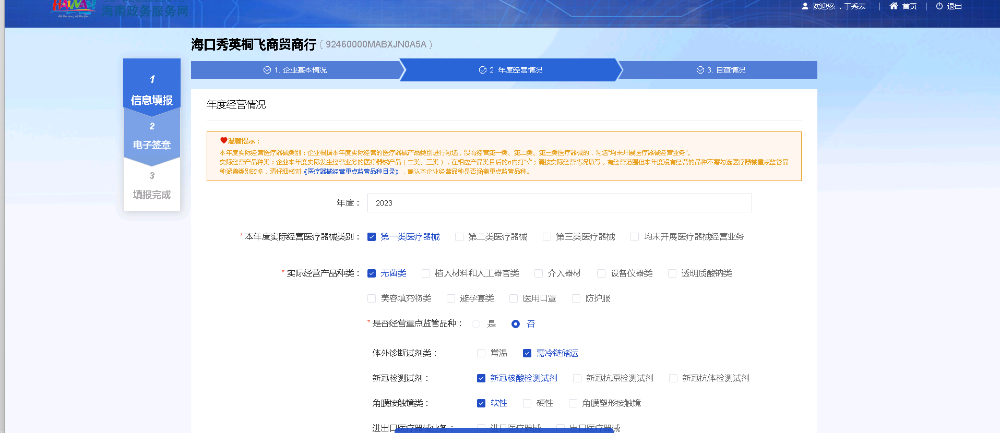 HAINAN
All the sun, all the fun
海南政务服务网
欢迎您 ，于秀表 | 首页 | 退出
海口秀英桐飞商贸商行（92460000MABXJN0A5A）
1
信息填报
2
电子签章
3
填报完成
1. 企业基本情况
2. 年度经营情况
3. 自查情况
年度经营情况
温馨提示：
本年度实际经营医疗器械类别：企业根据本年度实际经营的医疗器械产品类别进行勾选，没有经营第一类、第二类、第三类医疗器械的，勾选"均未开展医疗器械经营业务"。
实际经营产品种类：企业本年度实际发生经营业务的医疗器械产品（二类、三类），在相应产品类目后的□内打"√"；请按实际经营情况填写，有经营范围但本年度没有经营的品种不需勾选医疗器械重点监管品
种涵盖类别较多，请仔细核对《医疗器械经营重点监管品种目录》，确认本企业经营品种是否涵盖重点监管品种。
年度： 2023
* 本年度实际经营医疗器械类别： 第一类医疗器械 第二类医疗器械 第三类医疗器械 均未开展医疗器械经营业务
* 实际经营产品种类： 无菌类 植入材料和人工器官类 介入器材 设备仪器类 透明质酸钠类
美容填充物类 避孕套类 医用口罩 防护服
* 是否经营重点监管品种： 是 否
体外诊断试剂类： 常温 需冷链储运
新冠检测试剂： 新冠核酸检测试剂 新冠抗原检测试剂 新冠抗体检测试剂
角膜接触镜类： 软性 硬性 角膜塑形接触镜
进出口医疗器械业务： 进口医疗器械 出口医疗器械